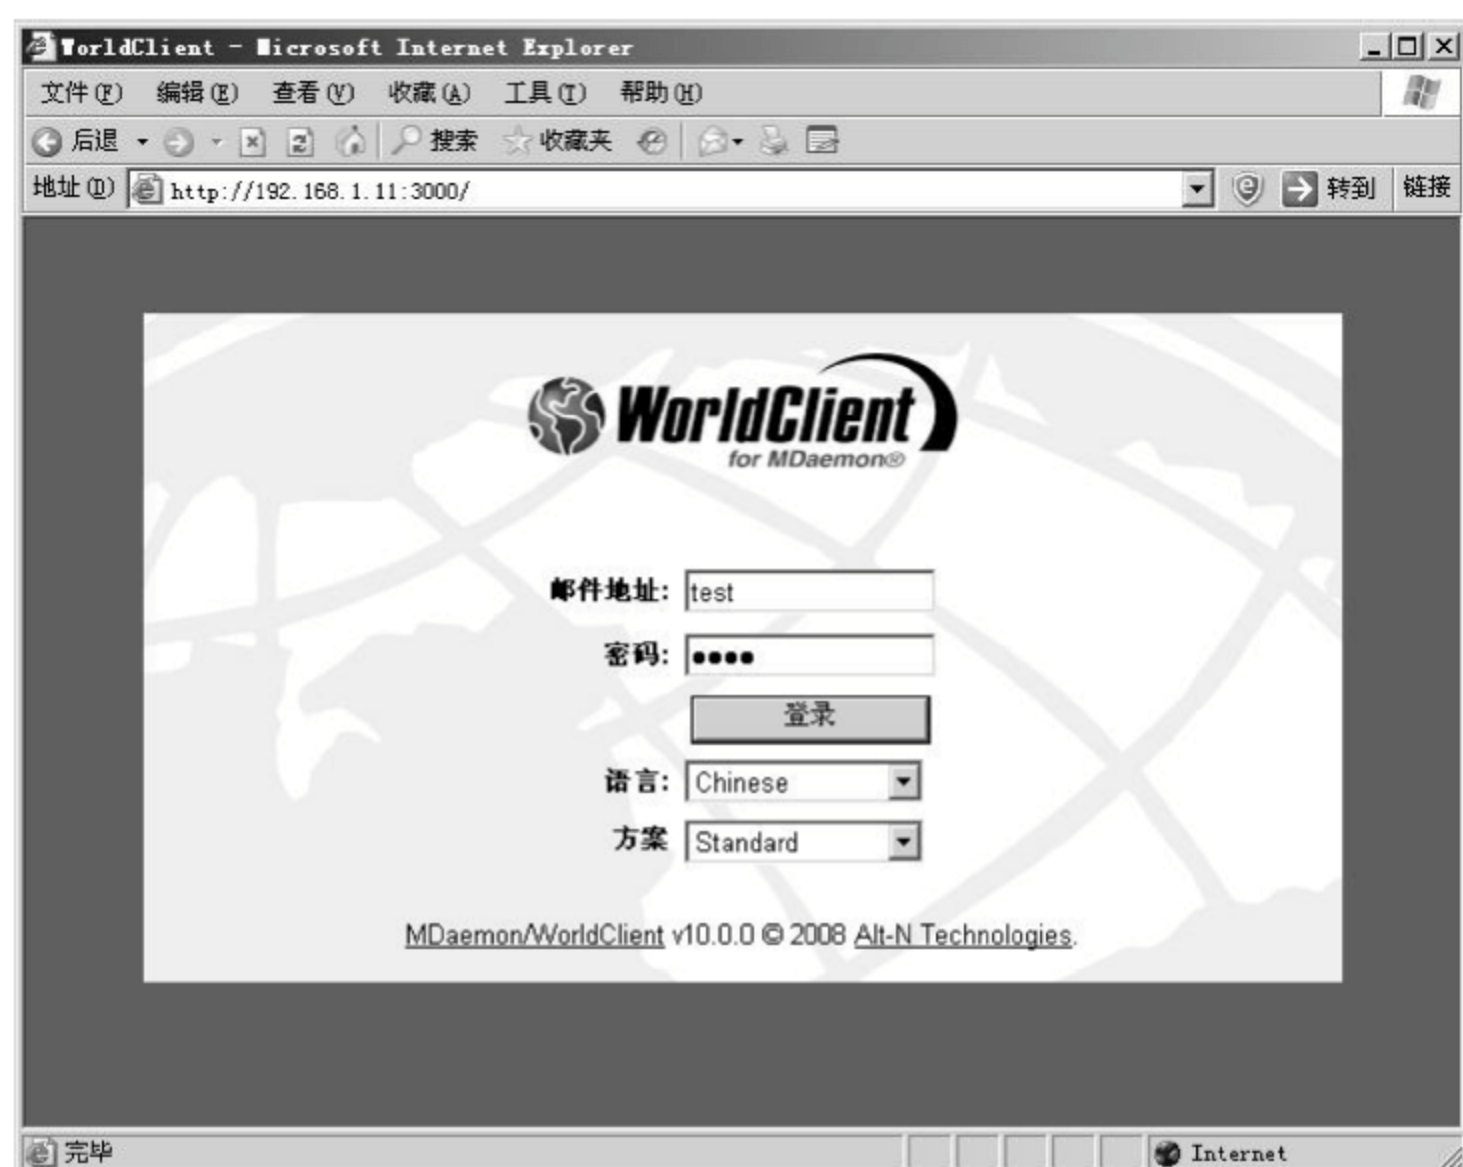 WorldClient - Microsoft Internet Explorer
文件(F) 编辑(E) 查看(V) 收藏(A) 工具(T) 帮助(H)
后退 搜索 收藏夹
地址(D) http://192.168.1.11:3000/ 转到 链接
WorldClient
for MDaemon®
邮件地址: test
密码: ●●●●
登录
语言: Chinese
方案 Standard
MDaemon/WorldClient v10.0.0 © 2008 Alt-N Technologies.
完毕 Internet